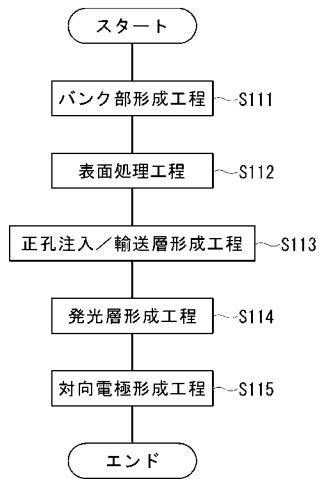 スタート
バンク部形成工程 S111
表面処理工程 S112
正孔注入/輸送層形成工程 S113
発光層形成工程 S114
対向電極形成工程 S115
エンド